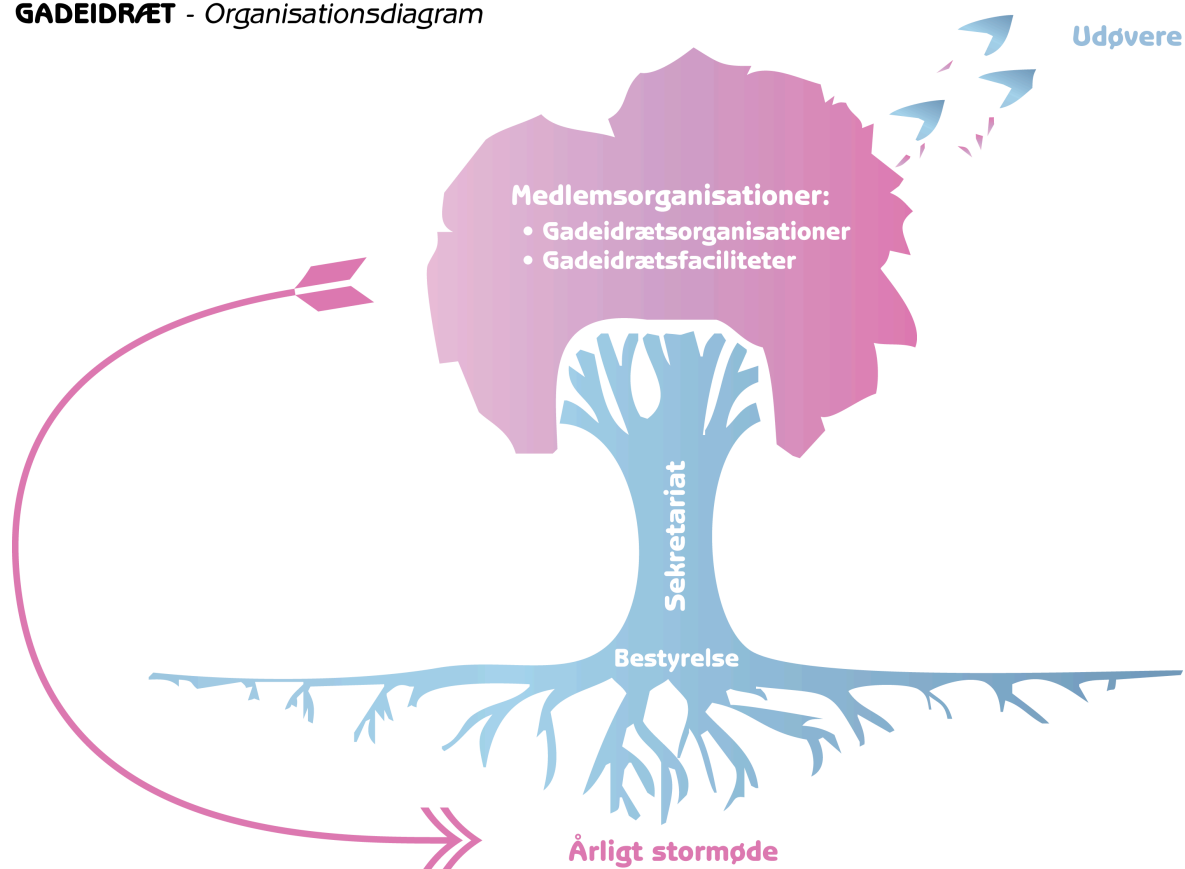 GADEIDRÆT - Organisationsdiagram
Udøvere
Medlemsorganisationer:
• Gadeidrætsorganisationer
• Gadeidrætsfaciliteter
Sekretariat
Bestyrelse
Årligt stormøde